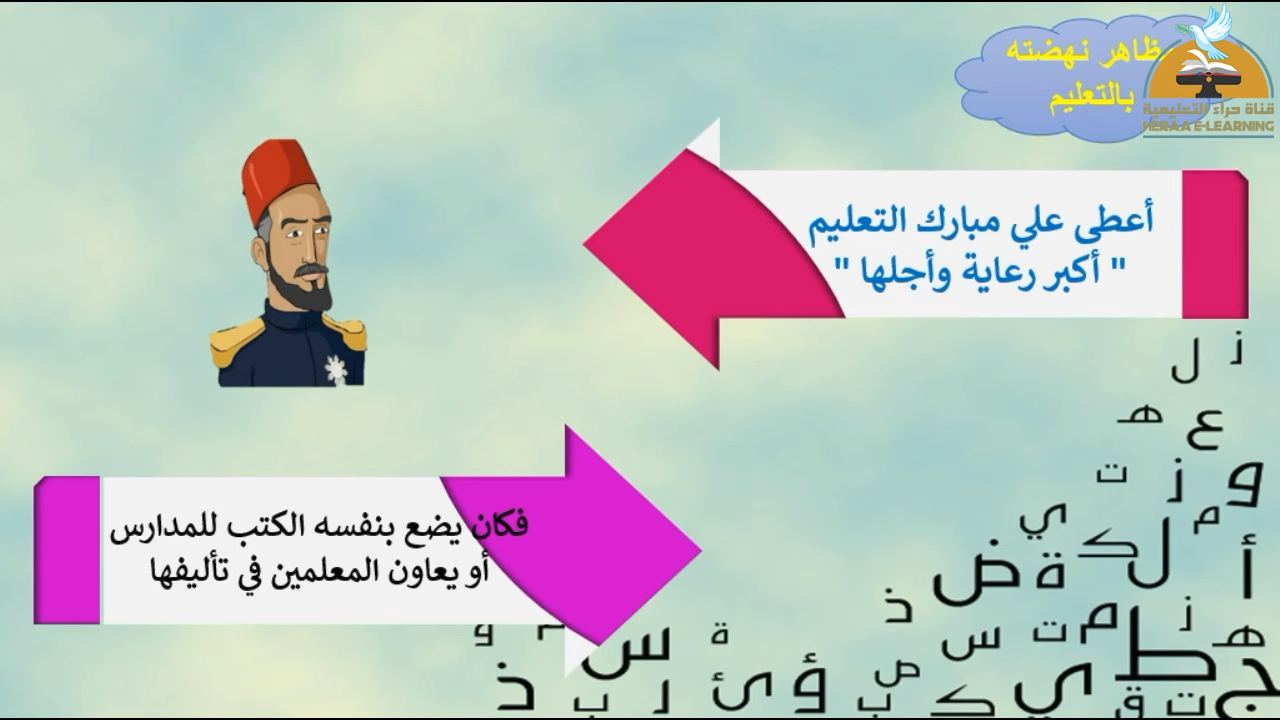 ظاهر نهضته
بالتعليم
قناة حراء التعليمية
HERAA E-LEARNING
أعطى علي مبارك التعليم
" أكبر رعاية وأجلها "
فكان يضع بنفسه الكتب للمدارس
أو يعاون المعلمين في تأليفها
ل ز
ه ع
ت ز و
ي م
ض ة ك ل أ
ذ ز
و م س ة س ت م ط ه
ذ ب ر ئ ؤ ب ص ك ي ق ت ج